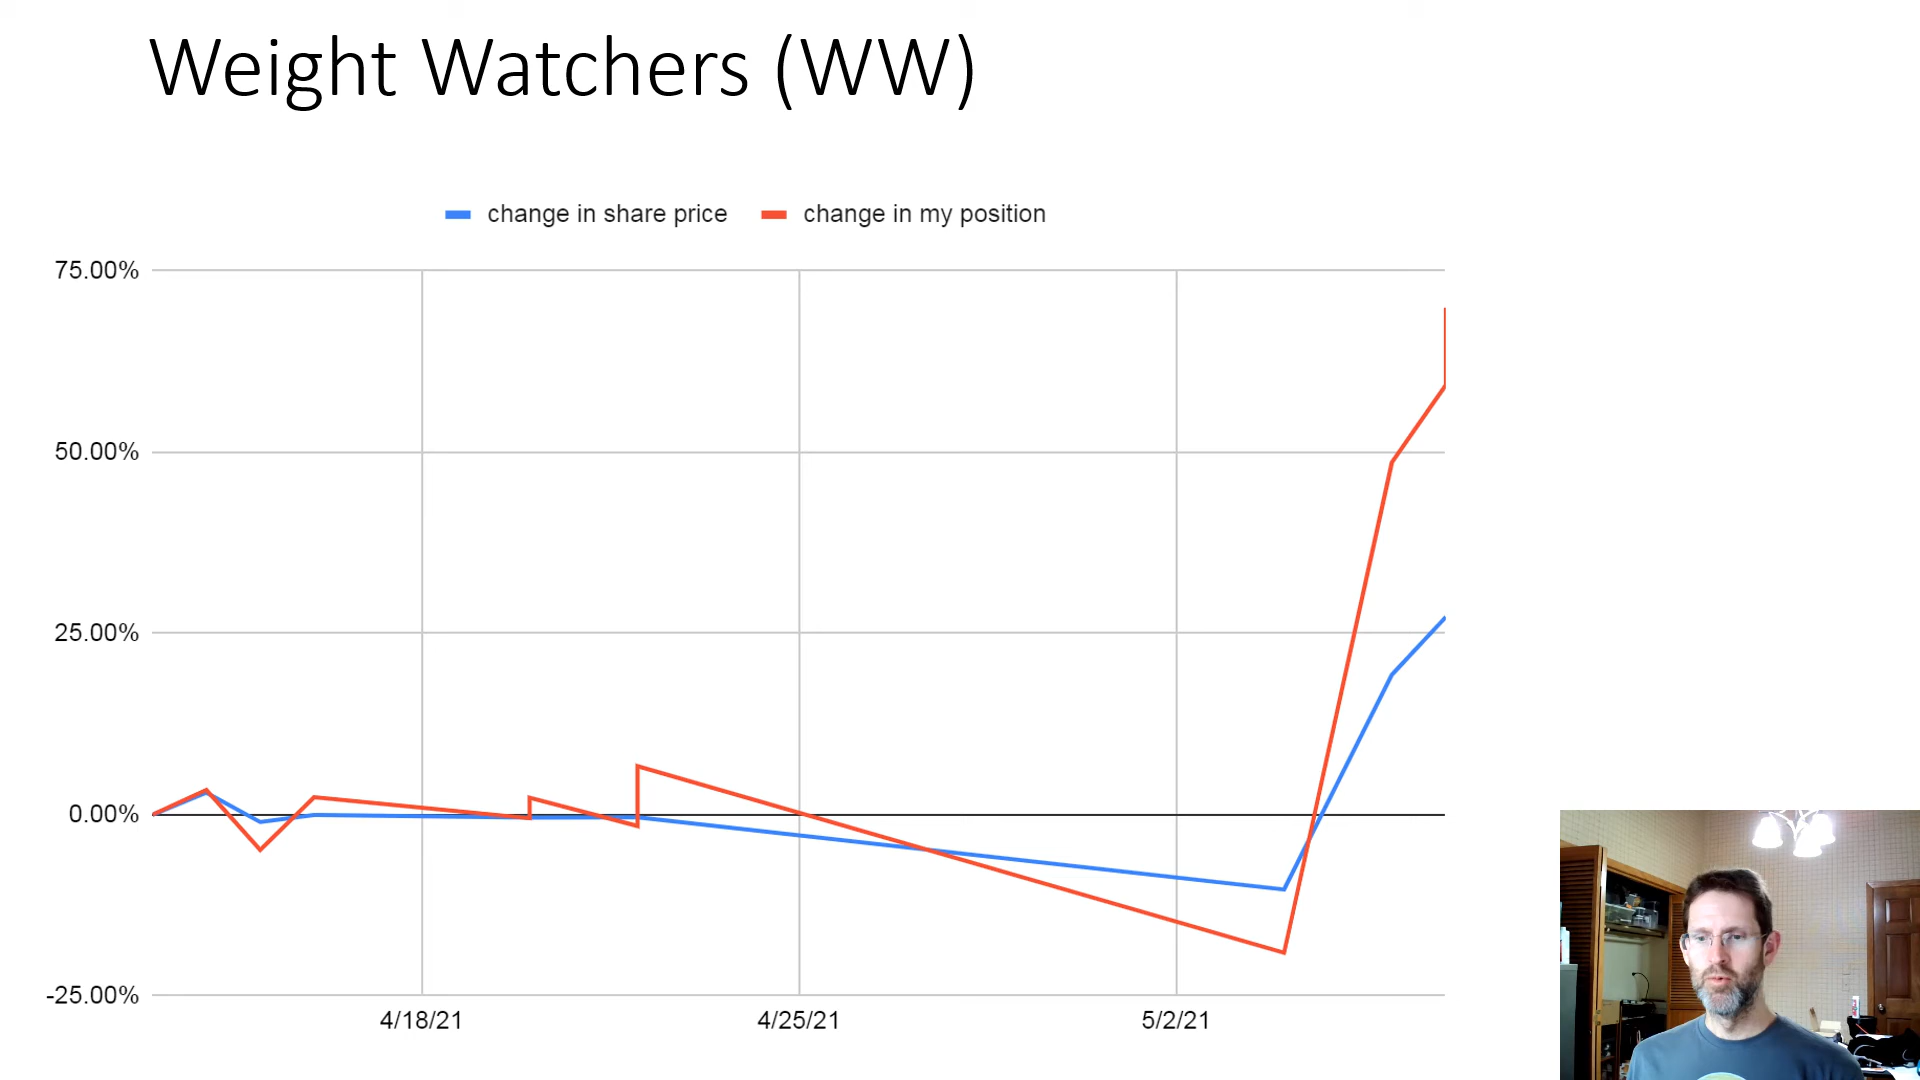 Weight Watchers (WW)
change in share price change in my position
75.00%
50.00%
25.00%
0.00%
-25.00%
4/18/21 4/25/21 5/2/21